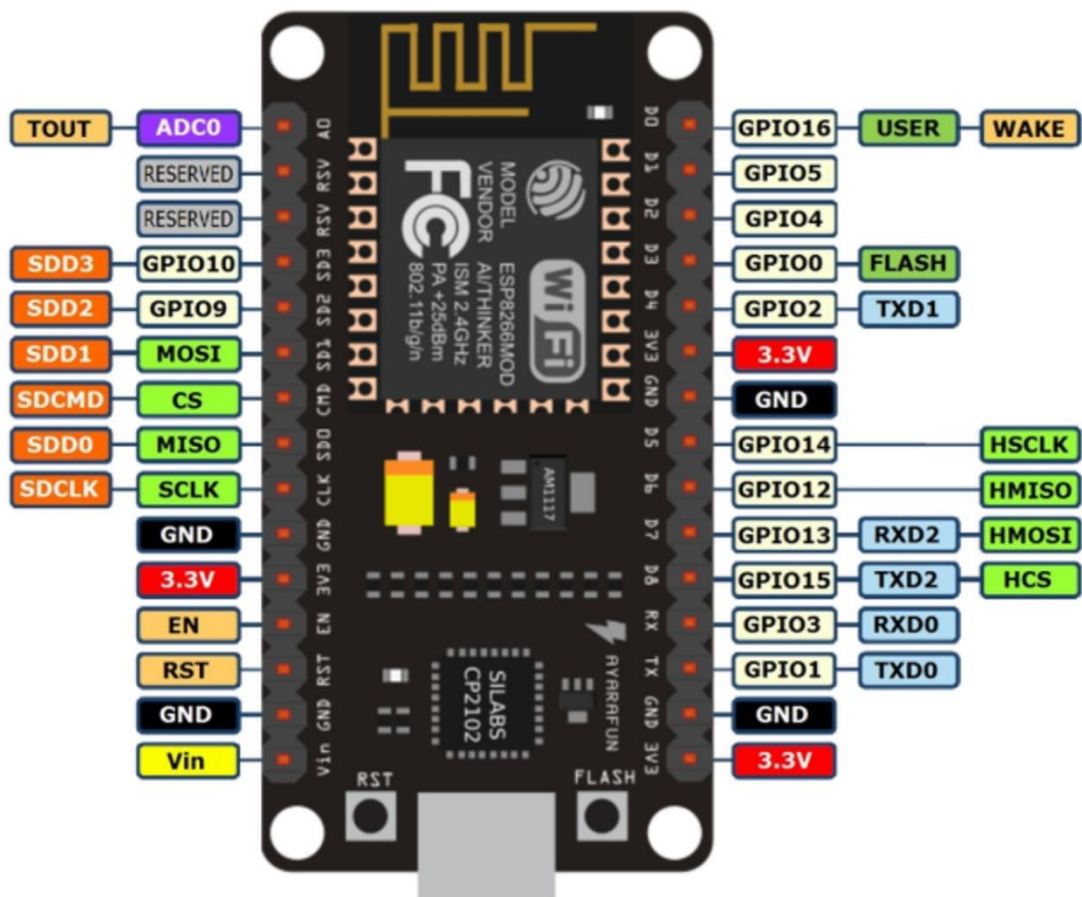 TOUT ADC0 A0 D0 GPIO16 USER WAKE
RESERVED RSV D1 GPIO5
RESERVED RSV D2 GPIO4
SDD3 GPIO10 SD3 D3 GPIO0 FLASH
SDD2 GPIO9 SD2 D4 GPIO2 TXD1
SDD1 MOSI SD1 3V3 3.3V
SDCMD CS CMD GND GND
SDD0 MISO SD0 D5 GPIO14 HSCLK
SDCLK SCLK CLK D6 GPIO12 HMISO
GND GND D7 GPIO13 RXD2 HMOSI
3.3V 3V3 D8 GPIO15 TXD2 HCS
EN EN RX GPIO3 RXD0
RST RST TX GPIO1 TXD0
GND GND GND GND
Vin Vin 3V3 3.3V
MODEL ESP8266MOD
VENDOR AI/THINKER
ISM 2.4GHz
PA +25dBm
802.11b/g/n
FC
WiFi
AM1117
SILABS
CP2102
AYARAFUN
RST FLASH